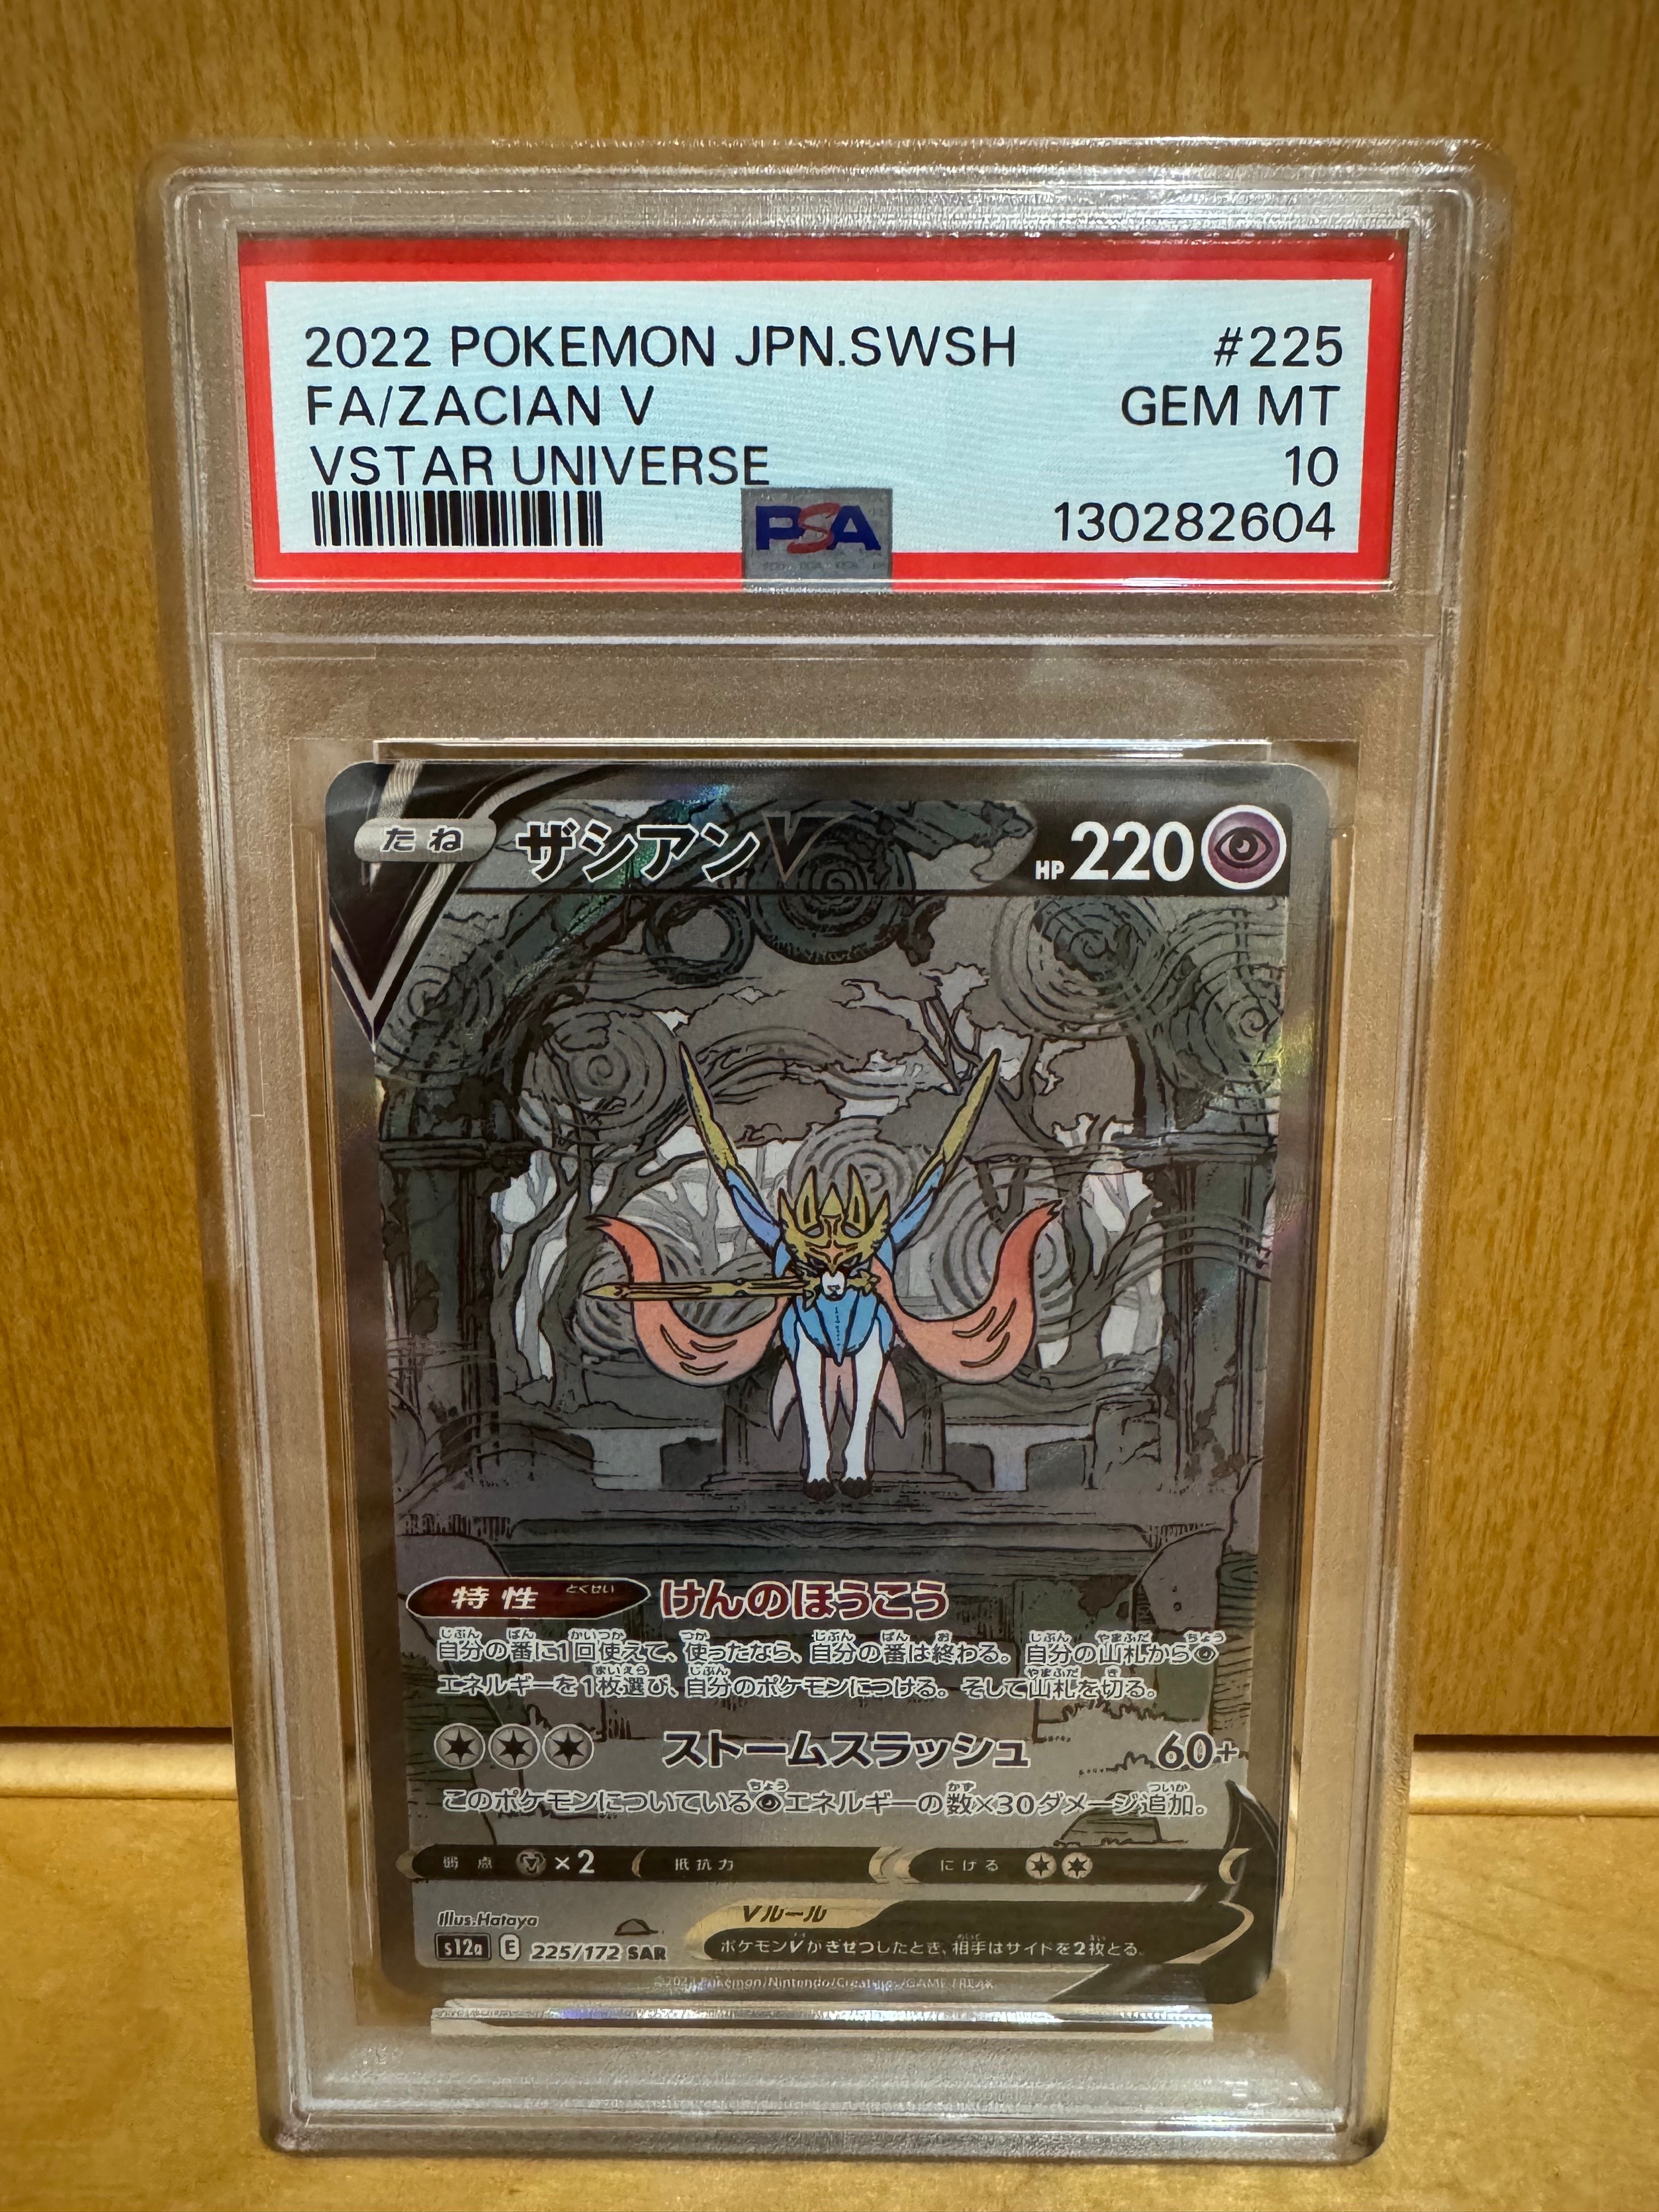 2022 POKEMON JPN.SWSH #225
FA/ZACIAN V GEM MT
VSTAR UNIVERSE 10
PSA 130282604
たね ザシアンV HP 220
特性 とくせい けんのほうこう
自分の番に1回使えて、使ったなら、自分の番は終わる。自分の山札から
エネルギーを1枚選び、自分のポケモンにつける。そして山札を切る。
ストームスラッシュ 60+
このポケモンについているエネルギーの数×30ダメージ追加。
弱点 ×2 抵抗力 にげる
Illus.Hataya Vルール
s12a E 225/172 SAR ポケモンVがきぜつしたとき、相手はサイドを2枚とる。
Pokémon/Nintendo/Creatures/GAME FREAK